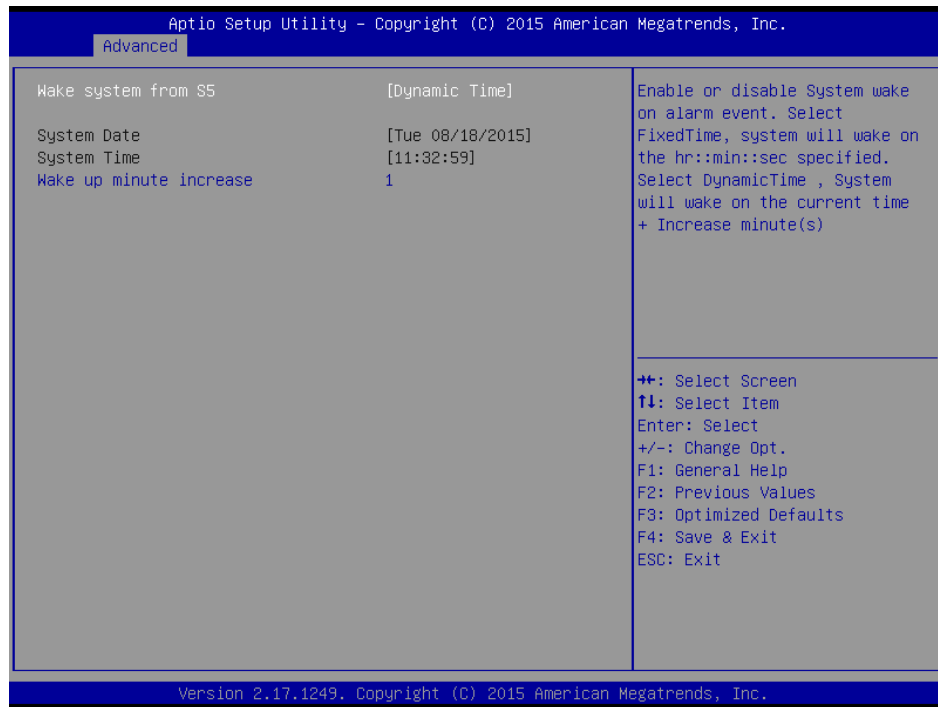 Aptio Setup Utility – Copyright (C) 2015 American Megatrends, Inc.
Advanced
Wake system from S5 [Dynamic Time]
System Date [Tue 08/18/2015]
System Time [11:32:59]
Wake up minute increase 1
Enable or disable System wake
on alarm event. Select
FixedTime, system will wake on
the hr::min::sec specified.
Select DynamicTime , System
will wake on the current time
+ Increase minute(s)
→←: Select Screen
↑↓: Select Item
Enter: Select
+/-: Change Opt.
F1: General Help
F2: Previous Values
F3: Optimized Defaults
F4: Save & Exit
ESC: Exit
Version 2.17.1249. Copyright (C) 2015 American Megatrends, Inc.